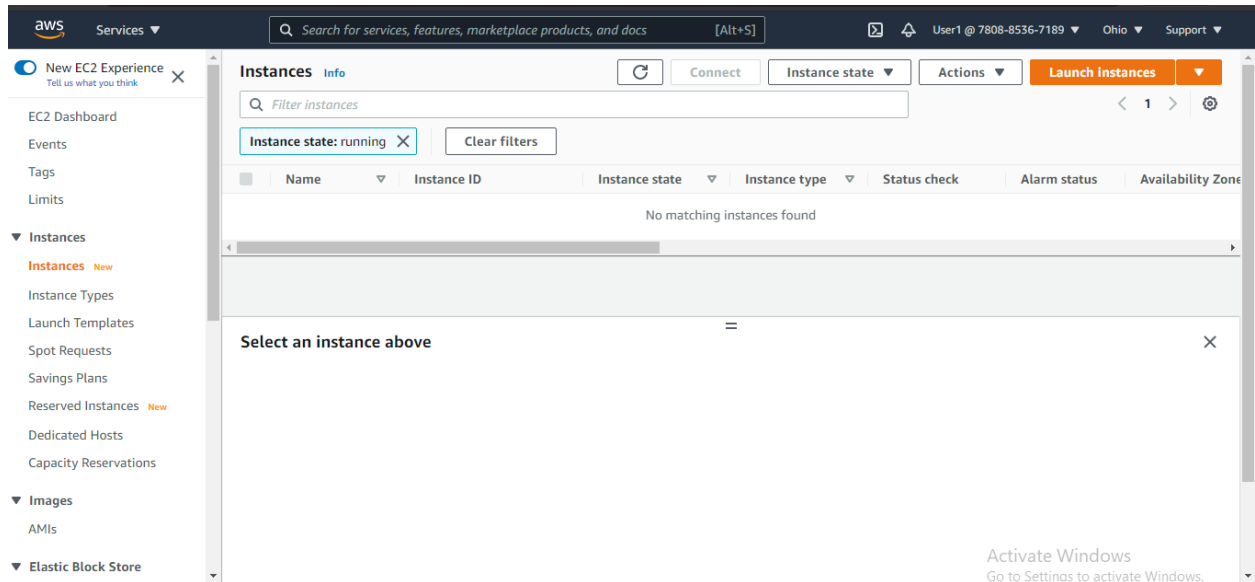 aws Services ▼ Search for services, features, marketplace products, and docs [Alt+S] User1 @ 7808-8536-7189 ▼ Ohio ▼ Support ▼
New EC2 Experience
Tell us what you think
EC2 Dashboard
Events
Tags
Limits
Instances
Instances New
Instance Types
Launch Templates
Spot Requests
Savings Plans
Reserved Instances New
Dedicated Hosts
Capacity Reservations
Images
AMIs
Elastic Block Store
Instances Info Connect Instance state ▼ Actions ▼ Launch instances ▼
Filter instances < 1 >
Instance state: running Clear filters
Name Instance ID Instance state Instance type Status check Alarm status Availability Zone
No matching instances found
Select an instance above
Activate Windows
Go to Settings to activate Windows.